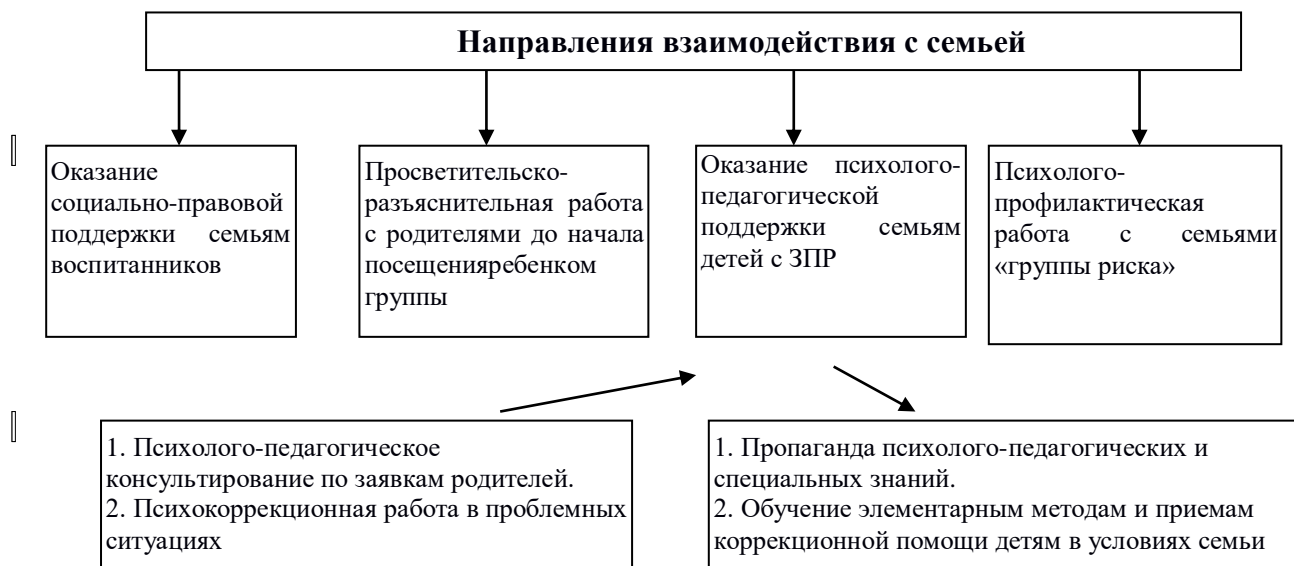 Направления взаимодействия с семьей
Оказание
социально-правовой
поддержки семьям
воспитанников
Просветительско-
разъяснительная работа
с родителями до начала
посещенияребенком
группы
Оказание психолого-
педагогической
поддержки семьям
детей с ЗПР
Психолого-
профилактическая
работа с семьями
«группы риска»
1. Психолого-педагогическое
консультирование по заявкам родителей.
2. Психокоррекционная работа в проблемных
ситуациях
1. Пропаганда психолого-педагогических и
специальных знаний.
2. Обучение элементарным методам и приемам
коррекционной помощи детям в условиях семьи